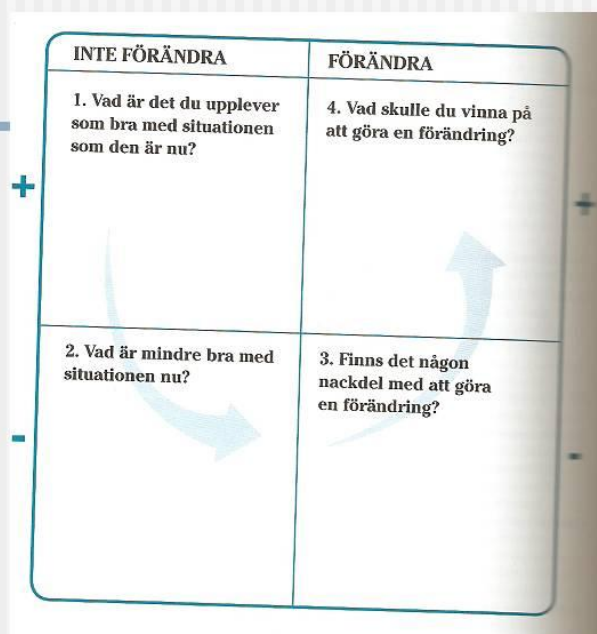 INTE FÖRÄNDRA
FÖRÄNDRA
1. Vad är det du upplever
som bra med situationen
som den är nu?
4. Vad skulle du vinna på
att göra en förändring?
+
+
2. Vad är mindre bra med
situationen nu?
3. Finns det någon
nackdel med att göra
en förändring?
-
-